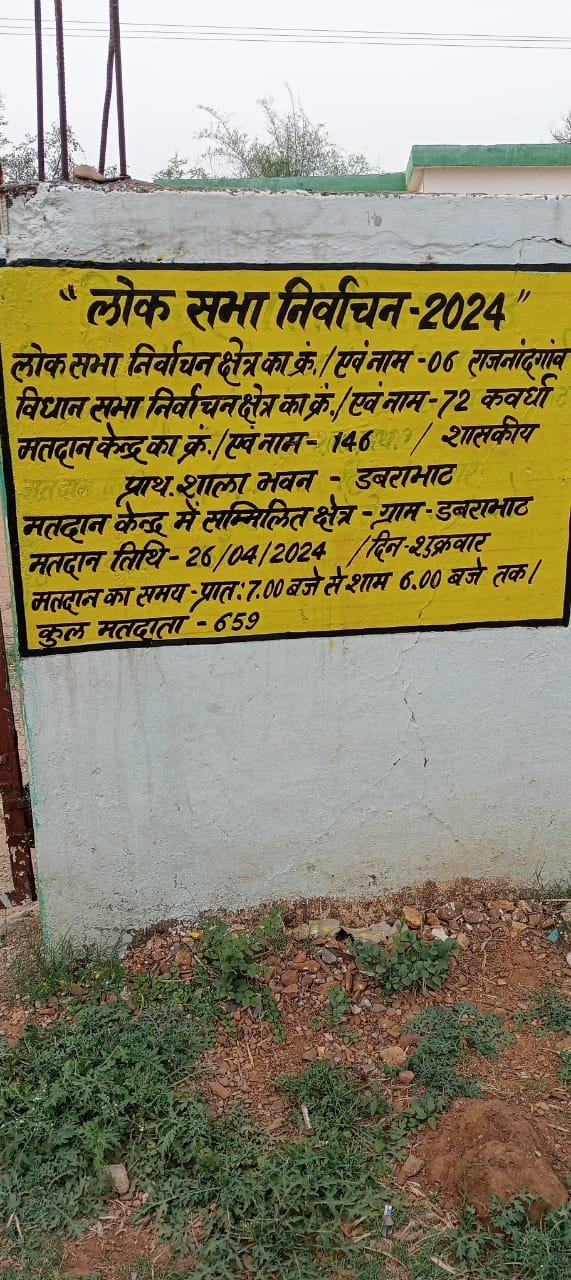 " लोक सभा निर्वाचन-2024 "
लोक सभा निर्वाचन क्षेत्र का क्रं./एवं नाम -06 राजनांदगांव
विधान सभा निर्वाचन क्षेत्र का क्रं./एवं नाम-72 कवर्धा
मतदान केन्द्र का क्रं./एवं नाम- 146 / शासकीय
प्राथ.शाला भवन - डबराभाट
मतदान केन्द्र में सम्मिलित क्षेत्र - ग्राम-डबराभाट
मतदान तिथि-26/04/2024 /दिन-शुक्रवार
मतदान का समय-प्रात:7.00 बजे से शाम 6.00 बजे तक/
कुल मतदाता - 659